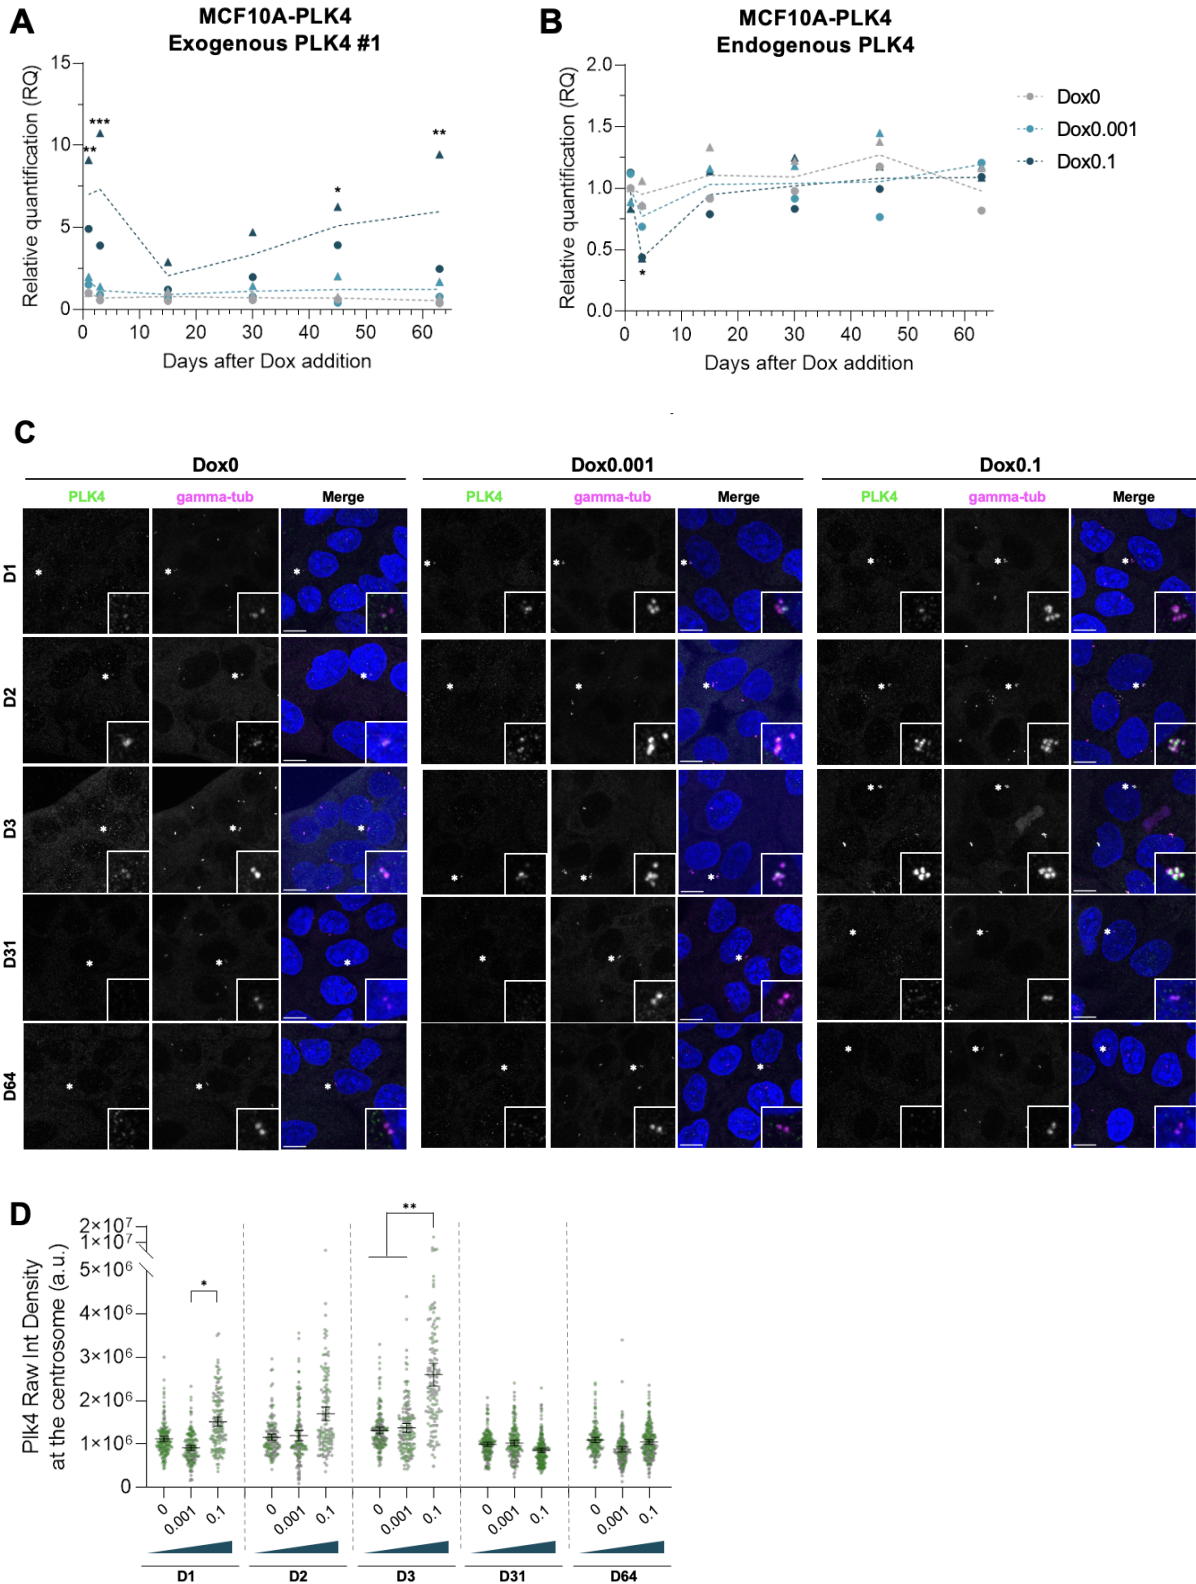 A
MCF10A-PLK4
Exogenous PLK4 #1
Relative quantification (RQ)
15
10
5
0
***
**
*
**
0 10 20 30 40 50 60
Days after Dox addition
B
MCF10A-PLK4
Endogenous PLK4
Relative quantification (RQ)
2.0
1.5
1.0
0.5
0.0
*
0 10 20 30 40 50 60
Days after Dox addition
Dox0
Dox0.001
Dox0.1
C
Dox0 Dox0.001 Dox0.1
PLK4 gamma-tub Merge PLK4 gamma-tub Merge PLK4 gamma-tub Merge
D1
D2
D3
D31
D64
D
Plk4 Raw Int Density
at the centrosome (a.u.)
2×10⁷
1×10⁷
5×10⁶
4×10⁶
3×10⁶
2×10⁶
1×10⁶
0
*
**
0 0.001 0.1 0 0.001 0.1 0 0.001 0.1 0 0.001 0.1 0 0.001 0.1
D1 D2 D3 D31 D64